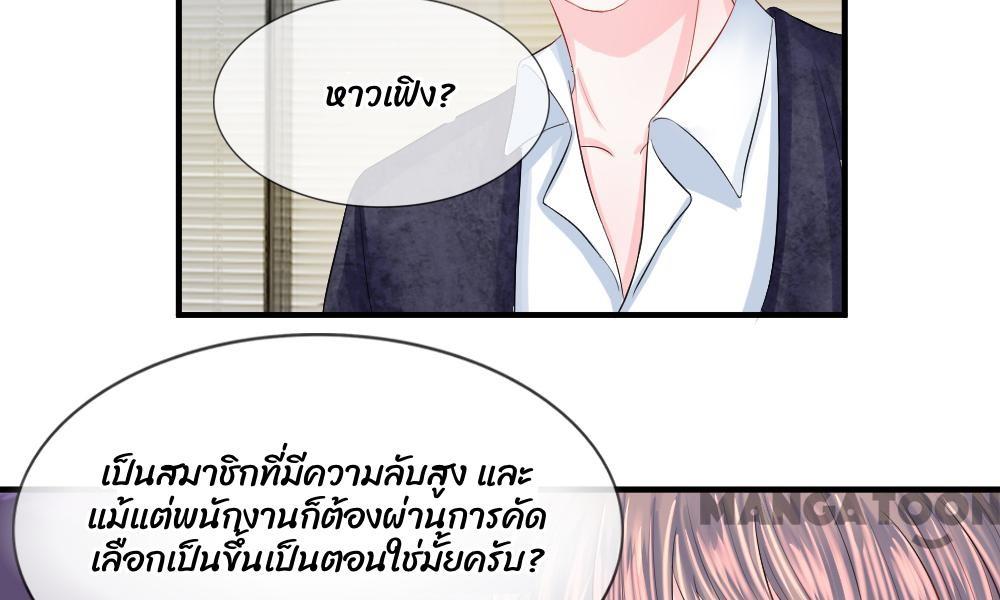 หาวเฟิง?
เป็นสมาชิกที่มีความลับสูง และ
แม้แต่พนักงานก็ต้องผ่านการคัด
เลือกเป็นขึ้นเป็นตอนใช่มั้ยครับ?
MANGATOON